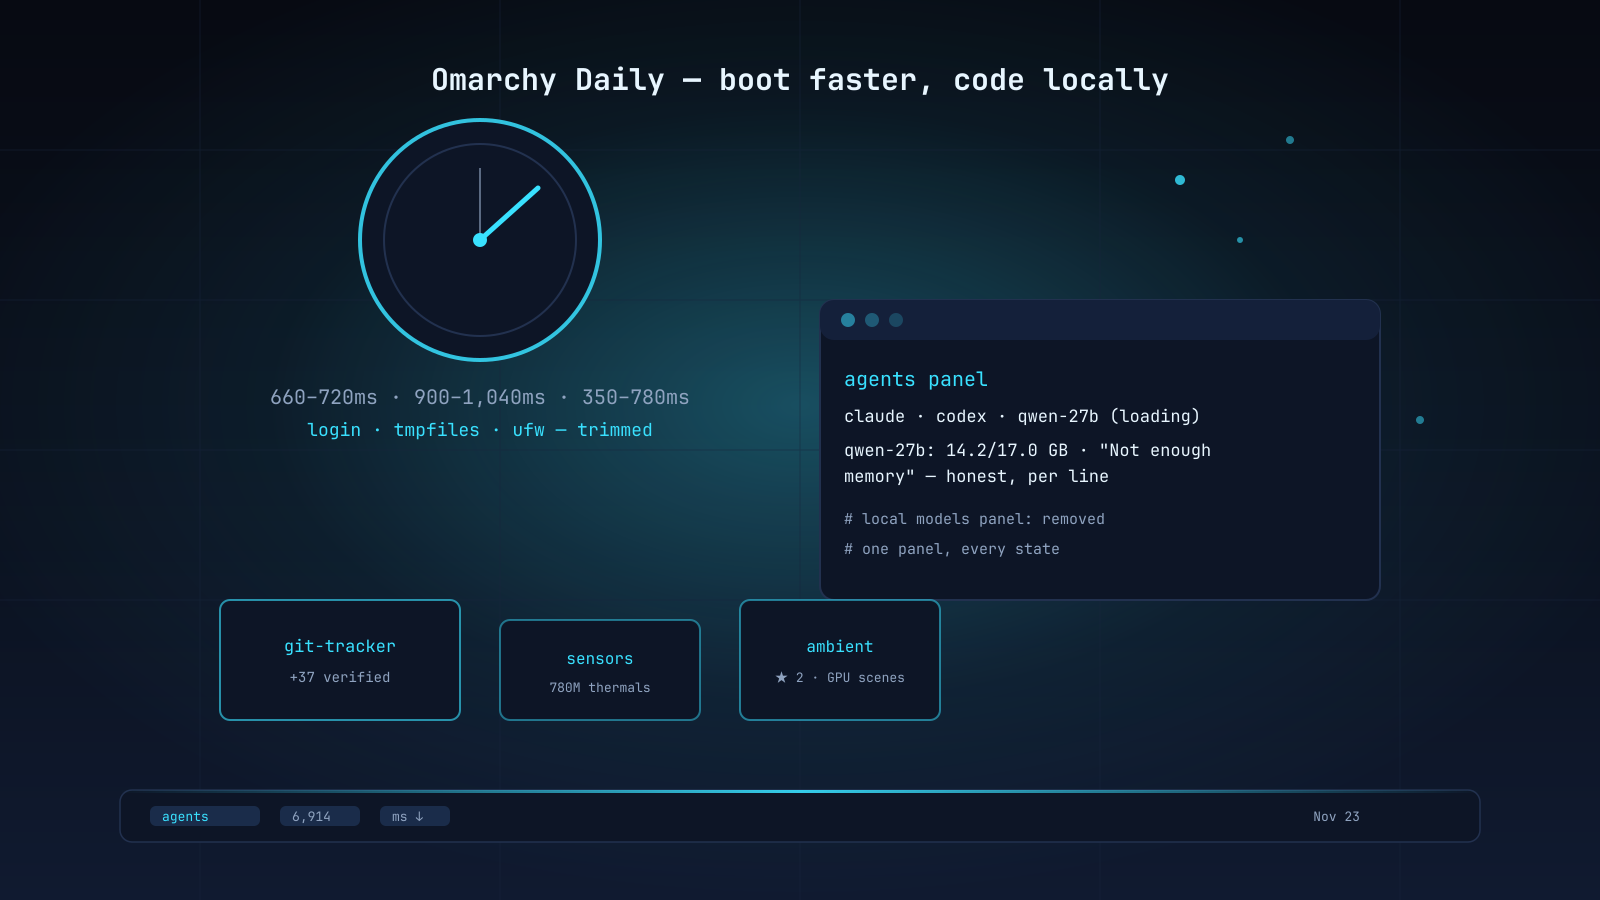 Omarchy Daily — boot faster, code locally
660–720ms · 900–1,040ms · 350–780ms
login · tmpfiles · ufw — trimmed
agents panel
claude · codex · qwen-27b (loading)
qwen-27b: 14.2/17.0 GB · "Not enough
memory" — honest, per line
# local models panel: removed
# one panel, every state
git-tracker
+37 verified
sensors
780M thermals
ambient
★ 2 · GPU scenes
agents
6,914
ms ↓
Nov 23